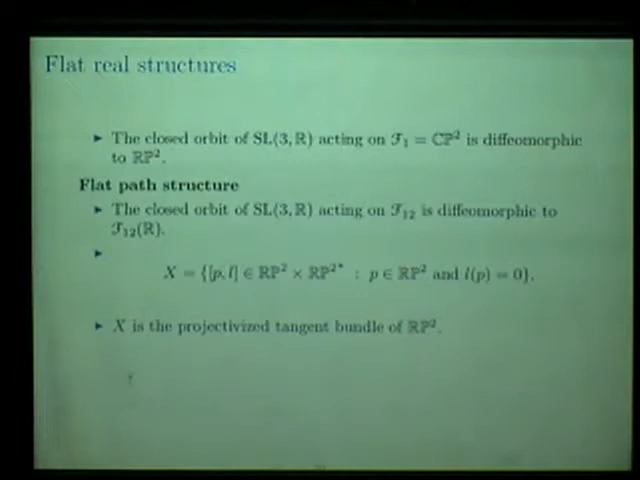 Flat real structures
▸ The closed orbit of SL(3, ℝ) acting on ℱ₁ = ℂℙ² is diffeomorphic
to ℝℙ².
Flat path structure
▸ The closed orbit of SL(3, ℝ) acting on ℱ₁₂ is diffeomorphic to
ℱ₁₂(ℝ).
▸
X = {[p, l] ∈ ℝℙ² × ℝℙ²* : p ∈ ℝℙ² and l(p) = 0}.
▸ X is the projectivized tangent bundle of ℝℙ².